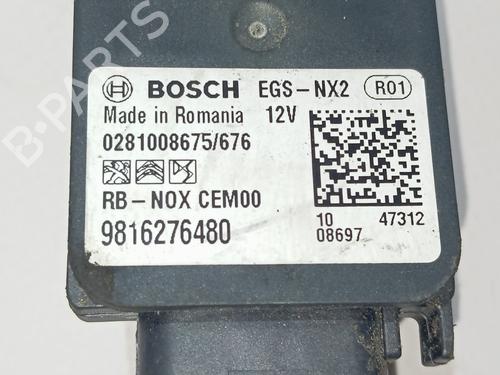 BOSCH EGS-NX2 R01
Made in Romania 12V
0281008675/676
RB-NOX CEM00
9816276480
10 47312
08697
B-PARTS